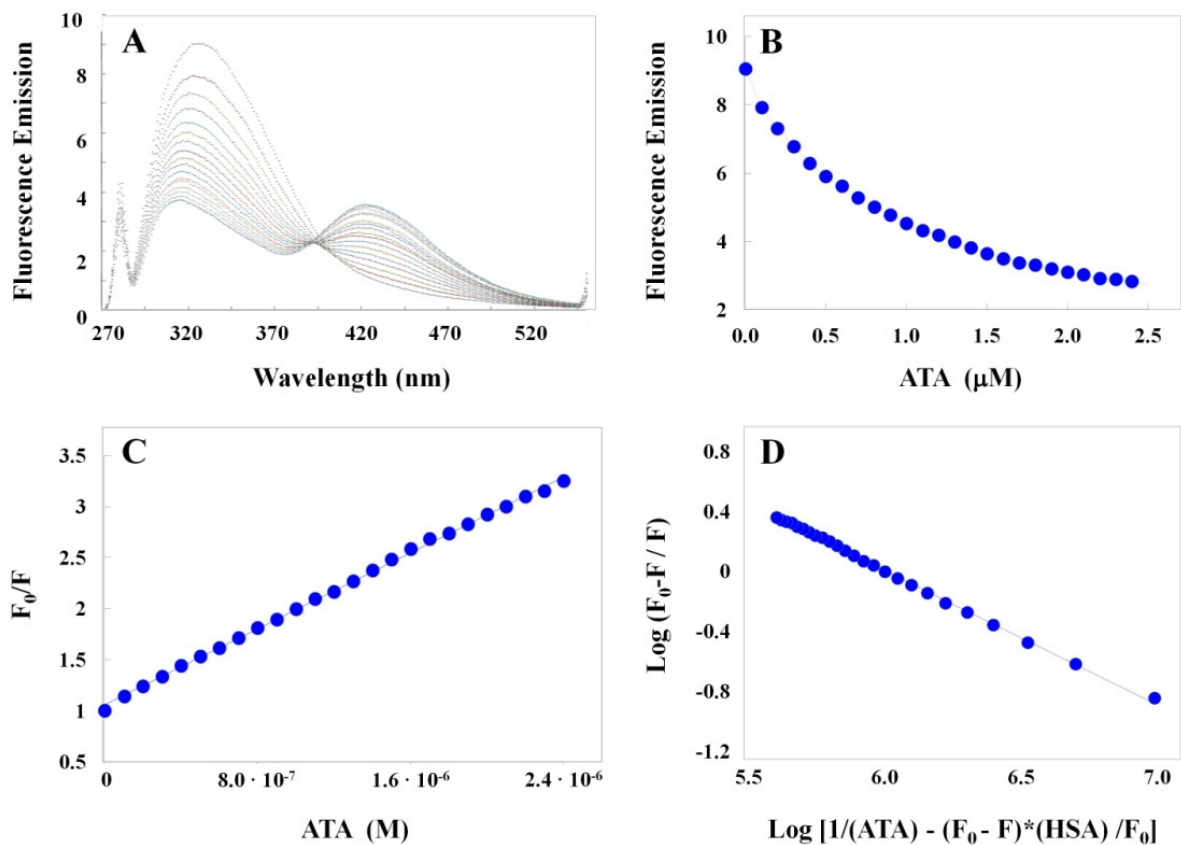 A
Fluorescence Emission
10
8
6
4
2
0
270 320 370 420 470 520
Wavelength (nm)
B
Fluorescence Emission
10
8
6
4
2
0.0 0.5 1.0 1.5 2.0 2.5
ATA (μM)
C
F₀/F
3.5
3
2.5
2
1.5
1
0.5
0 8.0 · 10⁻⁷ 1.6 · 10⁻⁶ 2.4 · 10⁻⁶
ATA (M)
D
Log (F₀-F / F)
0.8
0.4
0
-0.4
-0.8
-1.2
5.5 6.0 6.5 7.0
Log [1/(ATA) - (F₀ - F)*(HSA) /F₀]